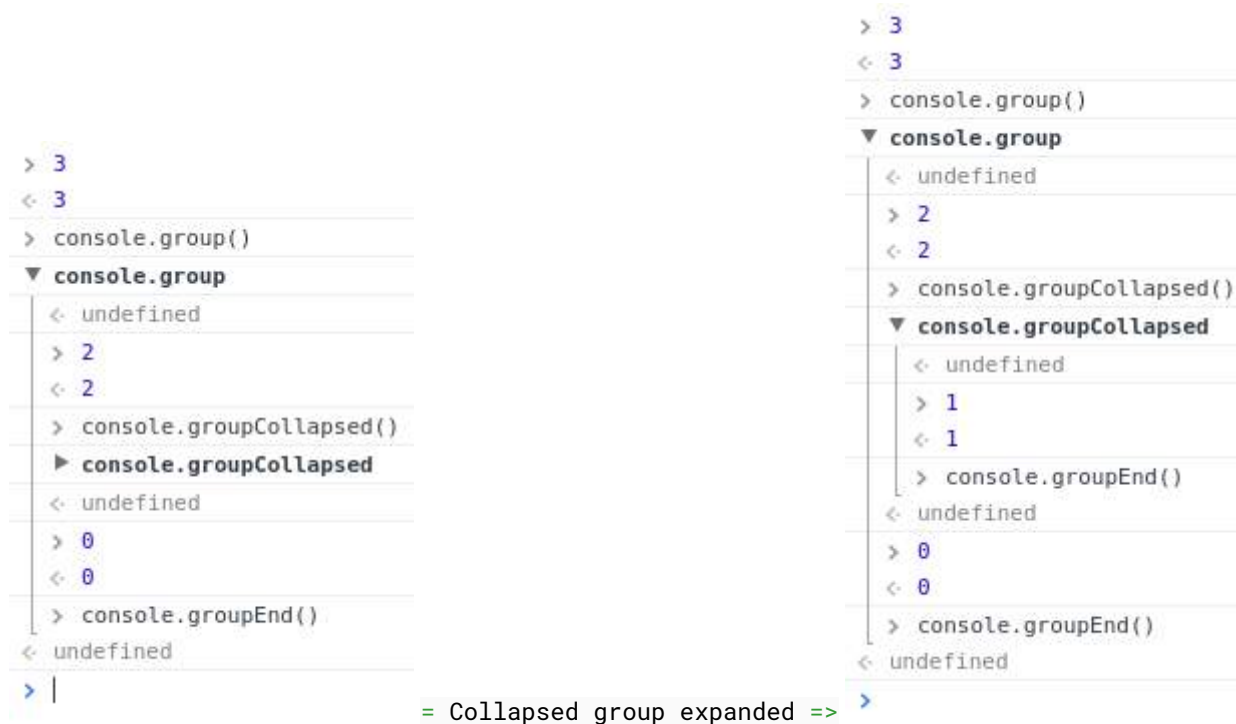 > 3
<· 3
> console.group()
▼ console.group
<· undefined
> 2
<· 2
> console.groupCollapsed()
▶ console.groupCollapsed
<· undefined
> 0
<· 0
> console.groupEnd()
<· undefined
>
= Collapsed group expanded =>
> 3
<· 3
> console.group()
▼ console.group
<· undefined
> 2
<· 2
> console.groupCollapsed()
▼ console.groupCollapsed
<· undefined
> 1
<· 1
> console.groupEnd()
<· undefined
> 0
<· 0
> console.groupEnd()
<· undefined
>